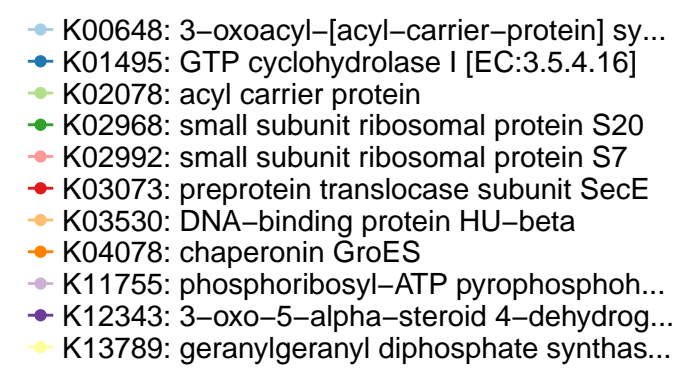 K00648: 3−oxoacyl−[acyl−carrier−protein] sy...
K01495: GTP cyclohydrolase I [EC:3.5.4.16]
K02078: acyl carrier protein
K02968: small subunit ribosomal protein S20
K02992: small subunit ribosomal protein S7
K03073: preprotein translocase subunit SecE
K03530: DNA−binding protein HU−beta
K04078: chaperonin GroES
K11755: phosphoribosyl−ATP pyrophosphoh...
K12343: 3−oxo−5−alpha−steroid 4−dehydrog...
K13789: geranylgeranyl diphosphate synthas...